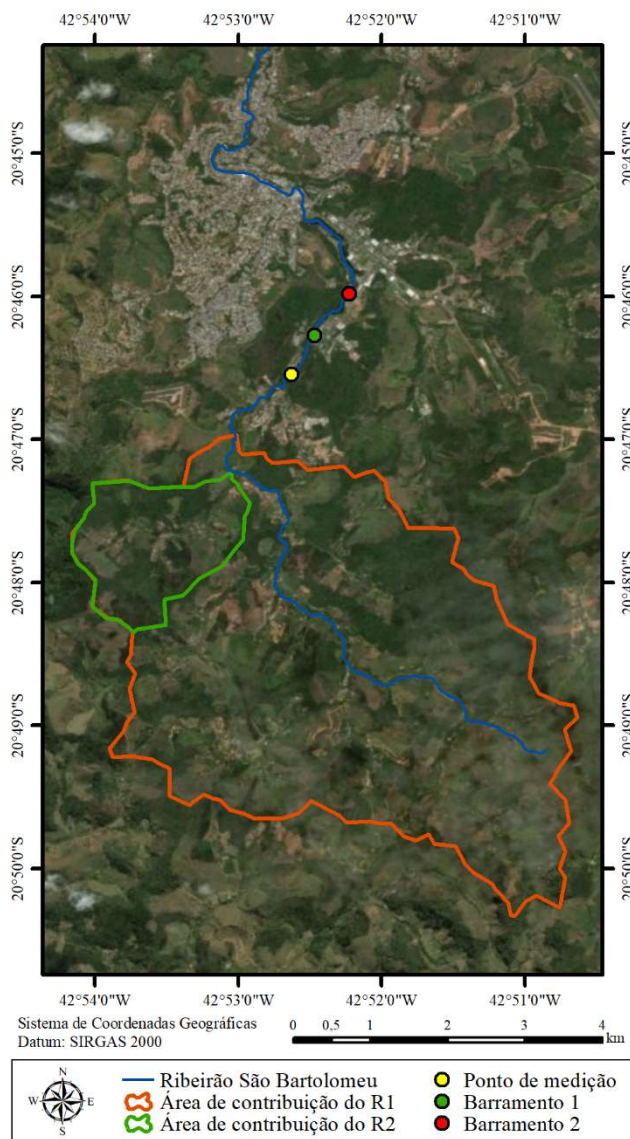 42°54'0"W 42°53'0"W 42°52'0"W 42°51'0"W
20°45'0"S 20°45'0"S
20°46'0"S 20°46'0"S
20°47'0"S 20°47'0"S
20°48'0"S 20°48'0"S
20°49'0"S 20°49'0"S
20°50'0"S 20°50'0"S
42°54'0"W 42°53'0"W 42°52'0"W 42°51'0"W
Sistema de Coordenadas Geográficas
Datum: SIRGAS 2000
0 0,5 1 2 3 4
km
N
W E
S
Ribeirão São Bartolomeu
Área de contribuição do R1
Área de contribuição do R2
Ponto de medição
Barramento 1
Barramento 2